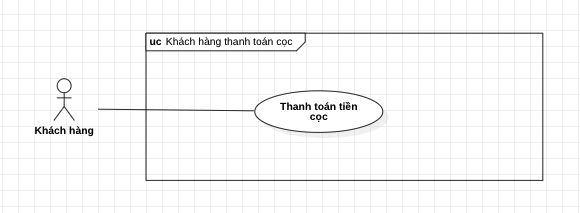 uc Khách hàng thanh toán cọc
Thanh toán tiền
cọc
Khách hàng